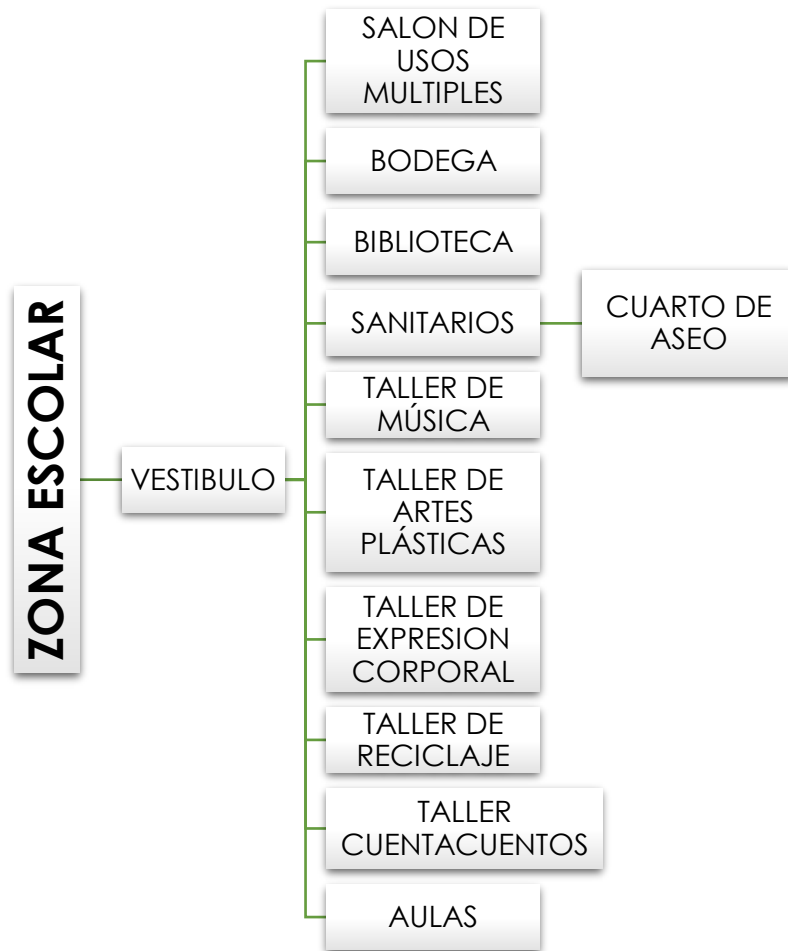 ZONA ESCOLAR
VESTIBULO
SALON DE
USOS
MULTIPLES
BODEGA
BIBLIOTECA
SANITARIOS
CUARTO DE
ASEO
TALLER DE
MÚSICA
TALLER DE
ARTES
PLÁSTICAS
TALLER DE
EXPRESION
CORPORAL
TALLER DE
RECICLAJE
TALLER
CUENTACUENTOS
AULAS